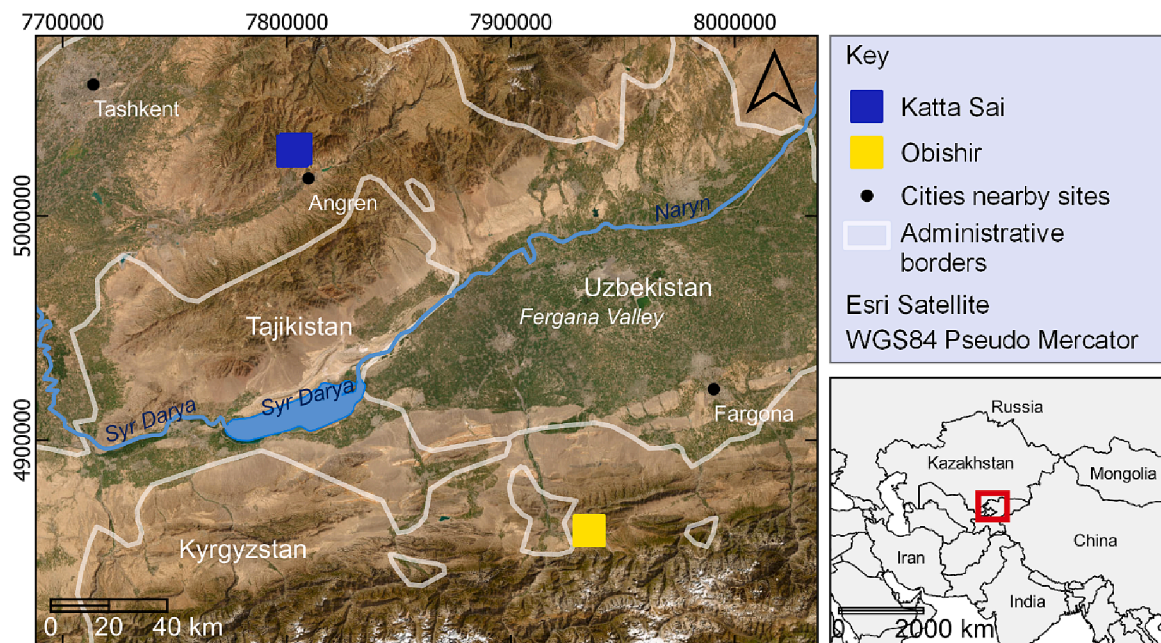 7700000 7800000 7900000 8000000
Tashkent
Angren
5000000
Naryn
Uzbekistan
Fergana Valley
Tajikistan
Syr Darya
Syr Darya
Fargona
4900000
Kyrgyzstan
0 20 40 km
Key
Katta Sai
Obishir
Cities nearby sites
Administrative
borders
Esri Satellite
WGS84 Pseudo Mercator
Russia
Kazakhstan
Mongolia
Iran
China
India
0 2000 km